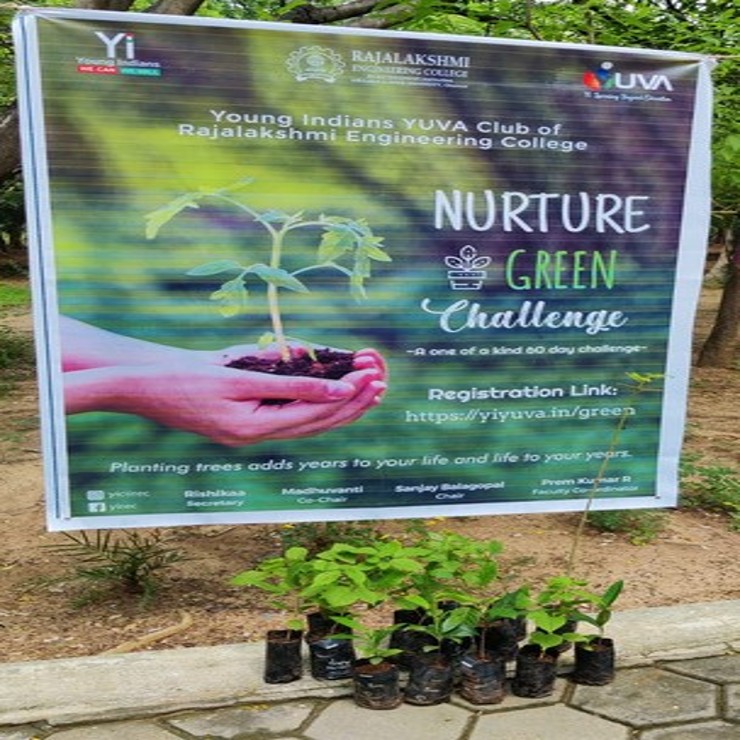 Yi
Young Indians
WE CAN WE WILL
RAJALAKSHMI
ENGINEERING COLLEGE
YUVA
Young Indians YUVA Club of
Rajalakshmi Engineering College
NURTURE
GREEN
Challenge
-A one of a kind 60 day challenge-
Registration Link:
https://yiyuva.in/green
Planting trees adds years to your life and life to your years.
Rishikaa
Secretary
Madhuvanti
Co-Chair
Sanjay Balagopal
Chair
Prem Kumar R
Faculty Co-ordinator
yirec